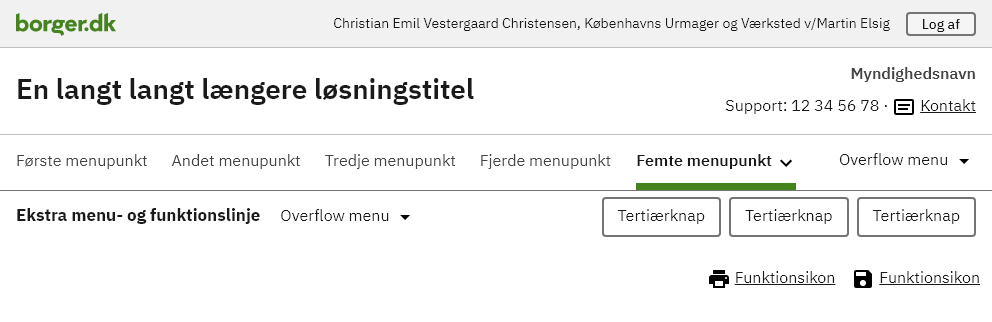 borger.dk Christian Emil Vestergaard Christensen, Københavns Urmager og Værksted v/Martin Elsig Log af
En langt langt længere løsningstitel
Myndighedsnavn
Support: 12 34 56 78 · Kontakt
Første menupunkt Andet menupunkt Tredje menupunkt Fjerde menupunkt Femte menupunkt Overflow menu
Ekstra menu- og funktionslinje Overflow menu Tertiærknap Tertiærknap Tertiærknap
Funktionsikon Funktionsikon